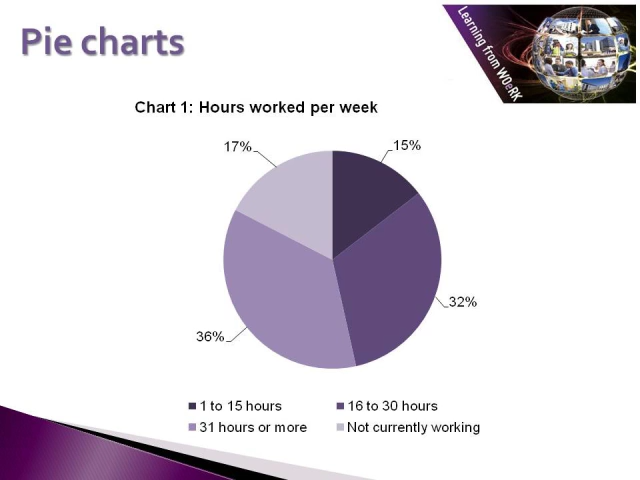 Pie charts
Learning from WOeRK
Chart 1: Hours worked per week
17%
15%
32%
36%
1 to 15 hours
16 to 30 hours
31 hours or more
Not currently working